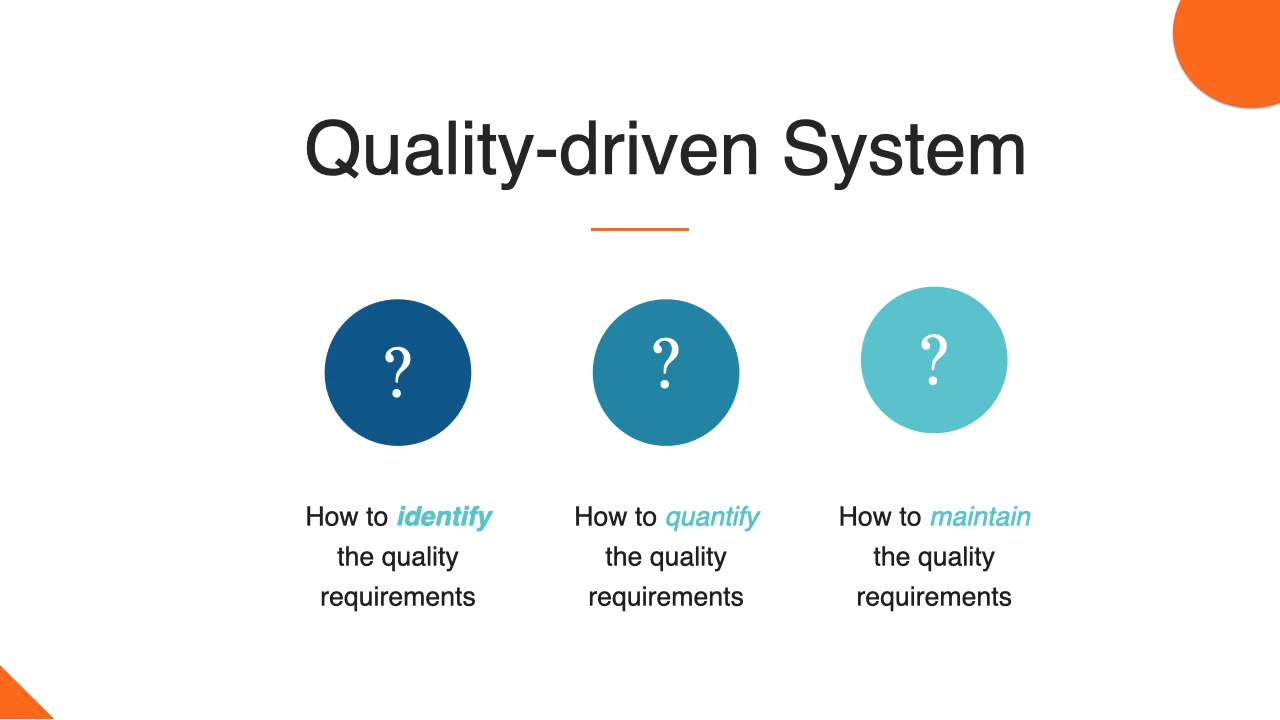 Quality-driven System
?
?
?
How to identify
the quality
requirements
How to quantify
the quality
requirements
How to maintain
the quality
requirements